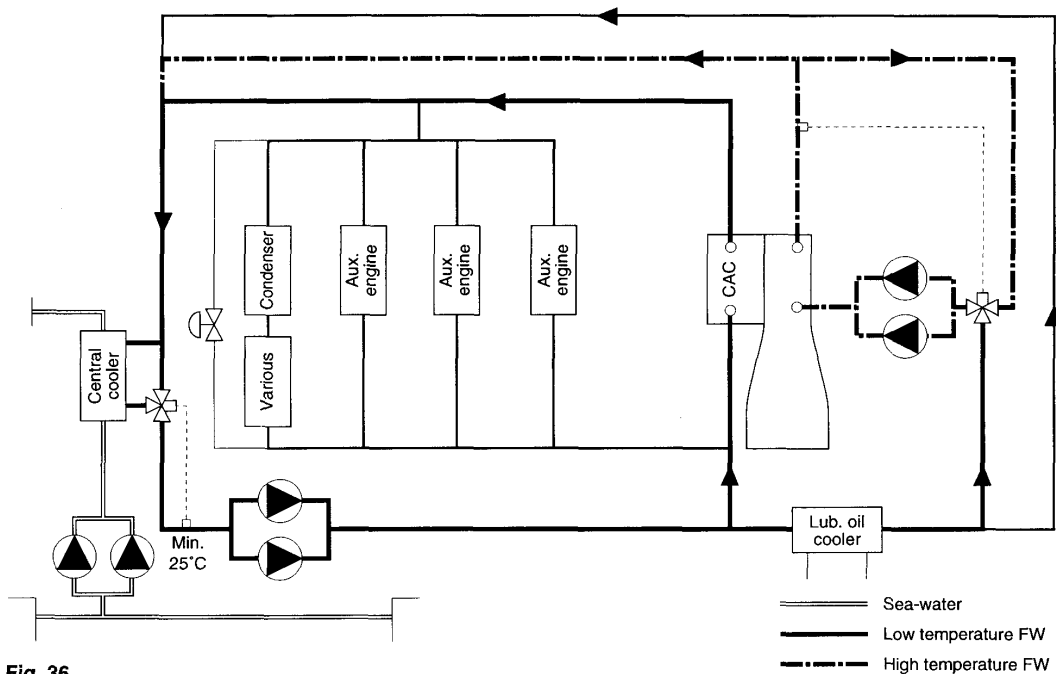 Condenser
Various
Aux.
engine
Aux.
engine
Aux.
engine
CAC
Central
cooler
Min.
25°C
Lub. oil
cooler
Sea-water
Low temperature FW
High temperature FW
Fig. 36